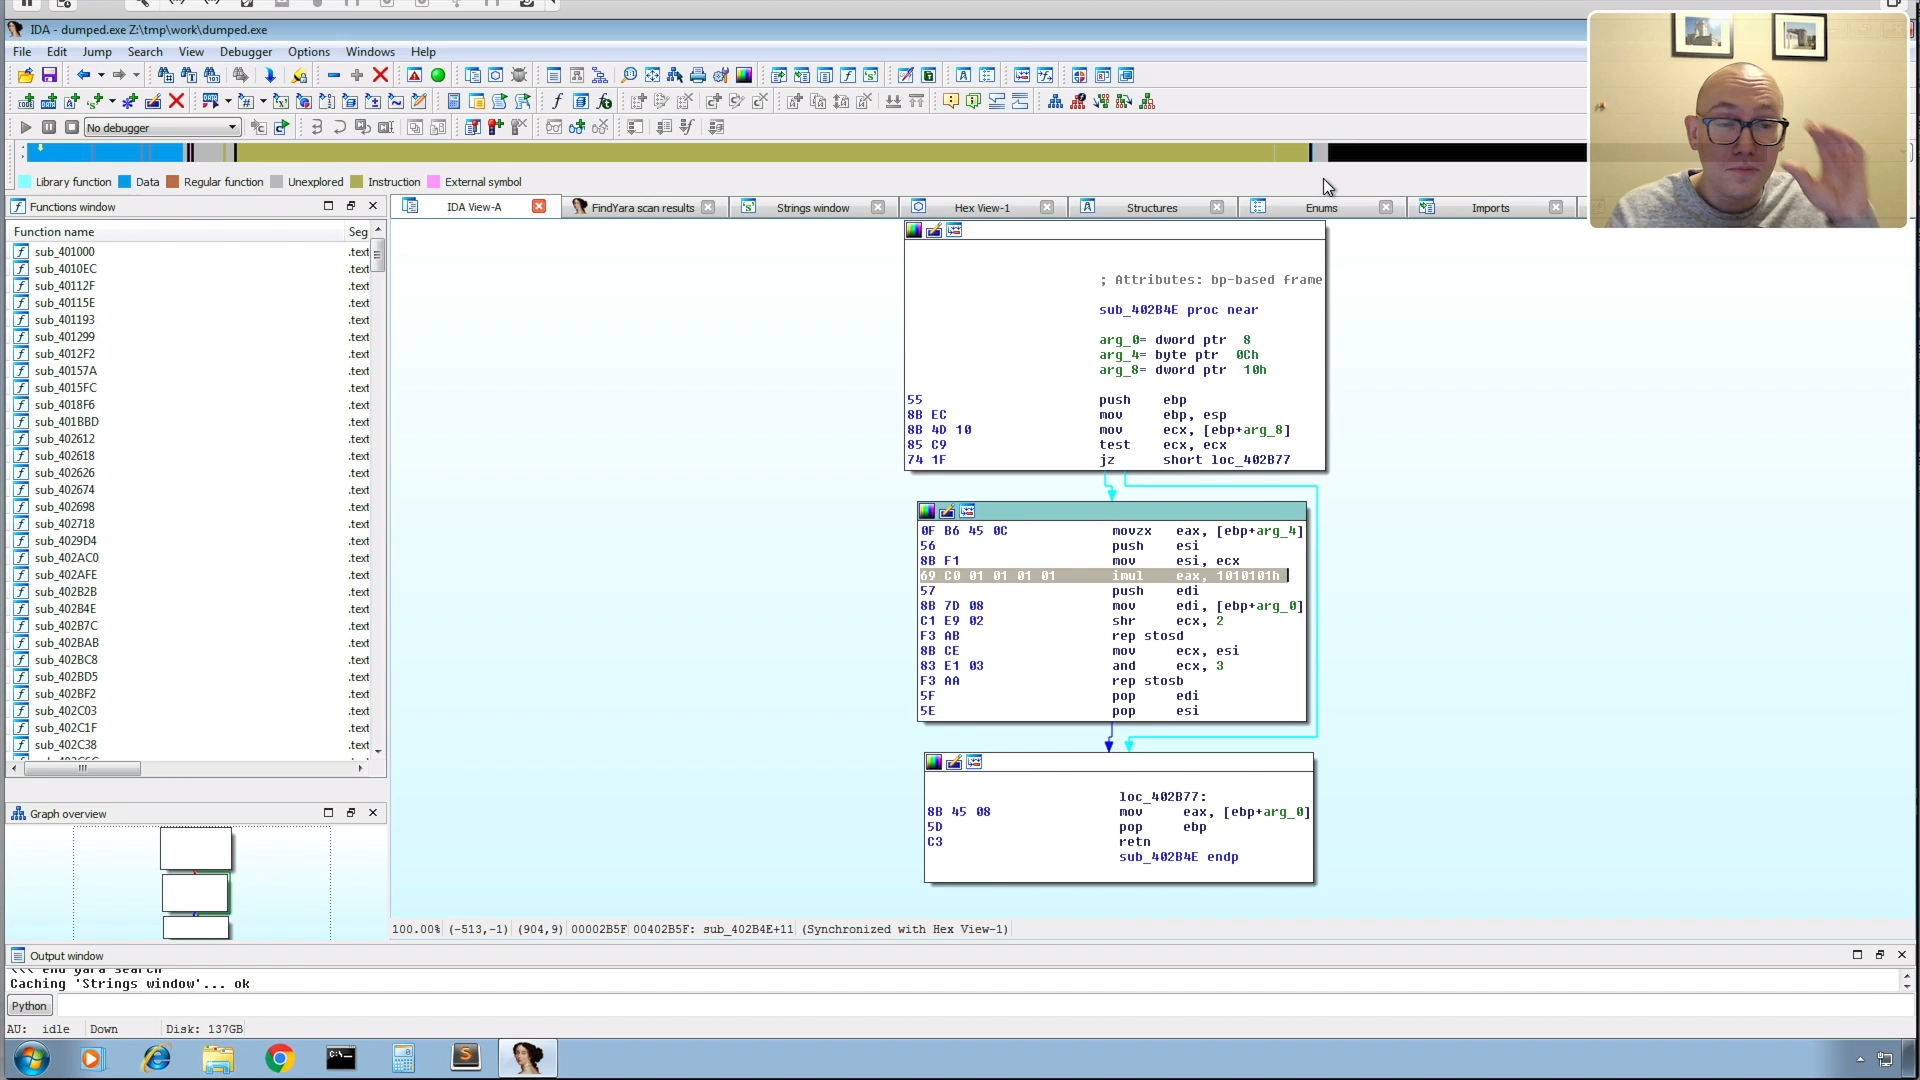 IDA - dumped.exe Z:\tmp\work\dumped.exe
File Edit Jump Search View Debugger Options Windows Help
No debugger
Library function Data Regular function Unexplored Instruction External symbol
Functions window
IDA View-A FindYara scan results Strings window Hex View-1 Structures Enums Imports
Function name Seg
sub_401000 .text
sub_4010EC .text
sub_40112F .text
sub_40115E .text
sub_401193 .text
sub_401299 .text
sub_4012F2 .text
sub_40157A .text
sub_4015FC .text
sub_4018F6 .text
sub_401BBD .text
sub_402612 .text
sub_402618 .text
sub_402626 .text
sub_402674 .text
sub_402698 .text
sub_402718 .text
sub_4029D4 .text
sub_402AC0 .text
sub_402AFE .text
sub_402B2B .text
sub_402B4E .text
sub_402B7C .text
sub_402BAB .text
sub_402BC8 .text
sub_402BD5 .text
sub_402BF2 .text
sub_402C03 .text
sub_402C1F .text
sub_402C38 .text
; Attributes: bp-based frame
sub_402B4E proc near
arg_0= dword ptr 8
arg_4= byte ptr 0Ch
arg_8= dword ptr 10h
55 push ebp
8B EC mov ebp, esp
8B 4D 10 mov ecx, [ebp+arg_8]
85 C9 test ecx, ecx
74 1F jz short loc_402B77
0F B6 45 0C movzx eax, [ebp+arg_4]
56 push esi
8B F1 mov esi, ecx
69 C0 01 01 01 01 imul eax, 1010101h
57 push edi
8B 7D 08 mov edi, [ebp+arg_0]
C1 E9 02 shr ecx, 2
F3 AB rep stosd
8B CE mov ecx, esi
83 E1 03 and ecx, 3
F3 AA rep stosb
5F pop edi
5E pop esi
loc_402B77:
8B 45 08 mov eax, [ebp+arg_0]
5D pop ebp
C3 retn
sub_402B4E endp
Graph overview
100.00% (-513,-1) (904,9) 00002B5F 00402B5F: sub_402B4E+11 (Synchronized with Hex View-1)
Output window
<<< end yara search
Caching 'Strings window'... ok
Python
AU: idle Down Disk: 137GB